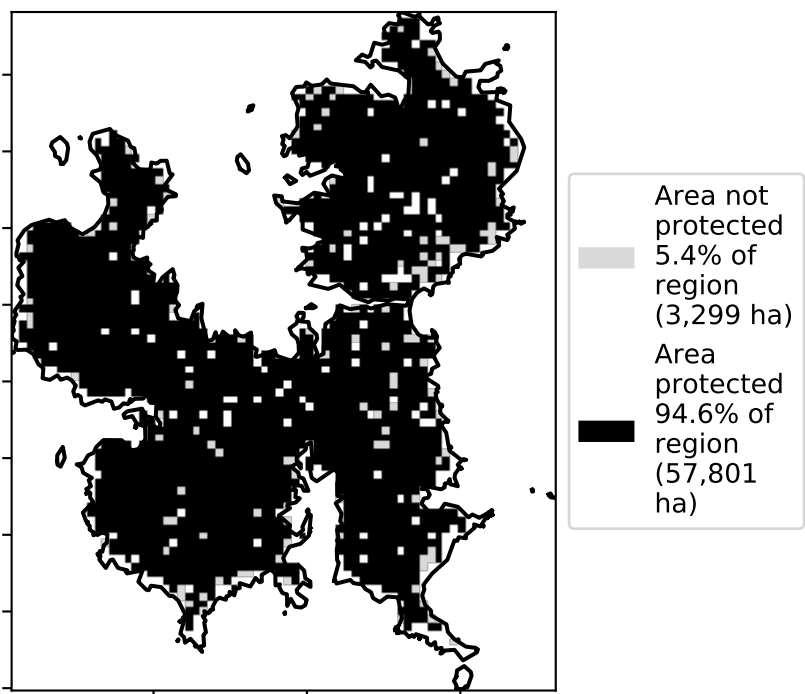 Area not
protected
5.4% of
region
(3,299 ha)
Area
protected
94.6% of
region
(57,801
ha)